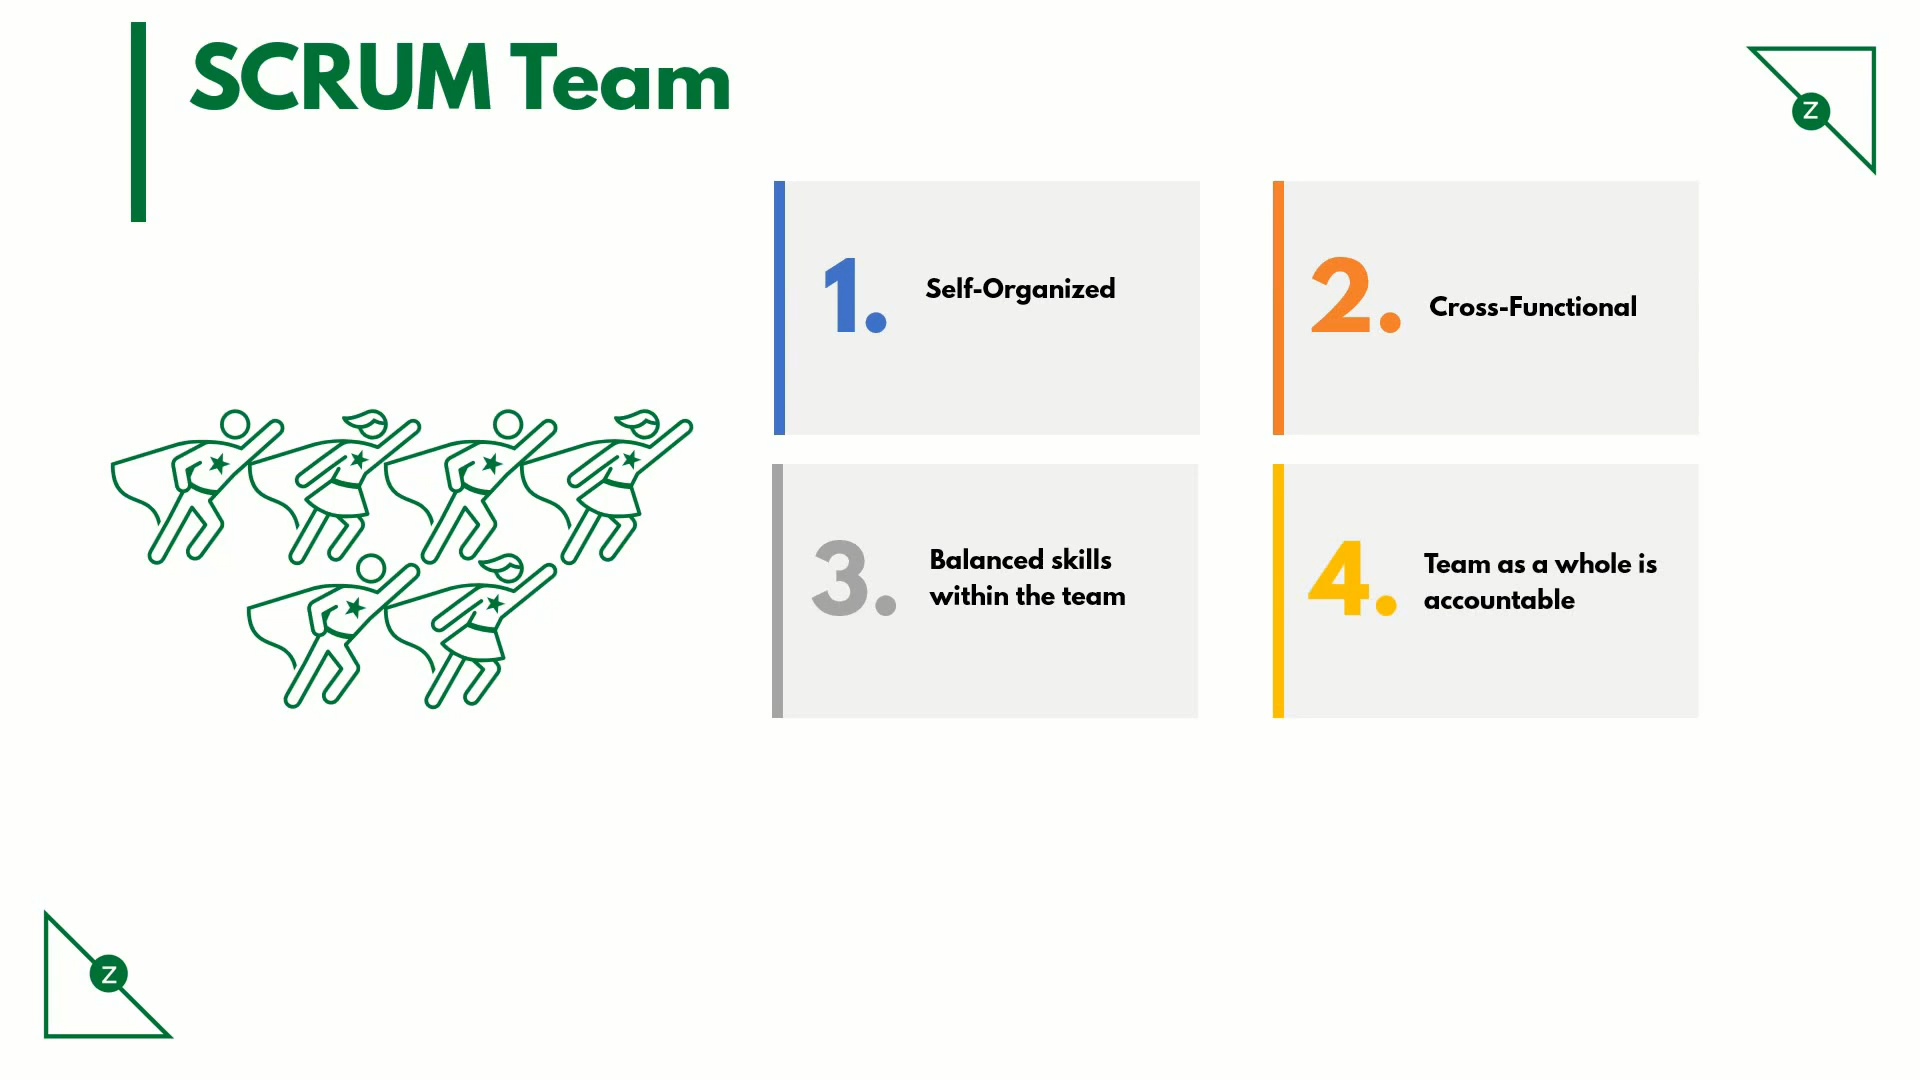 SCRUM Team
Z
1.
Self-Organized
2.
Cross-Functional
3.
Balanced skills
within the team
4.
Team as a whole is
accountable
Z